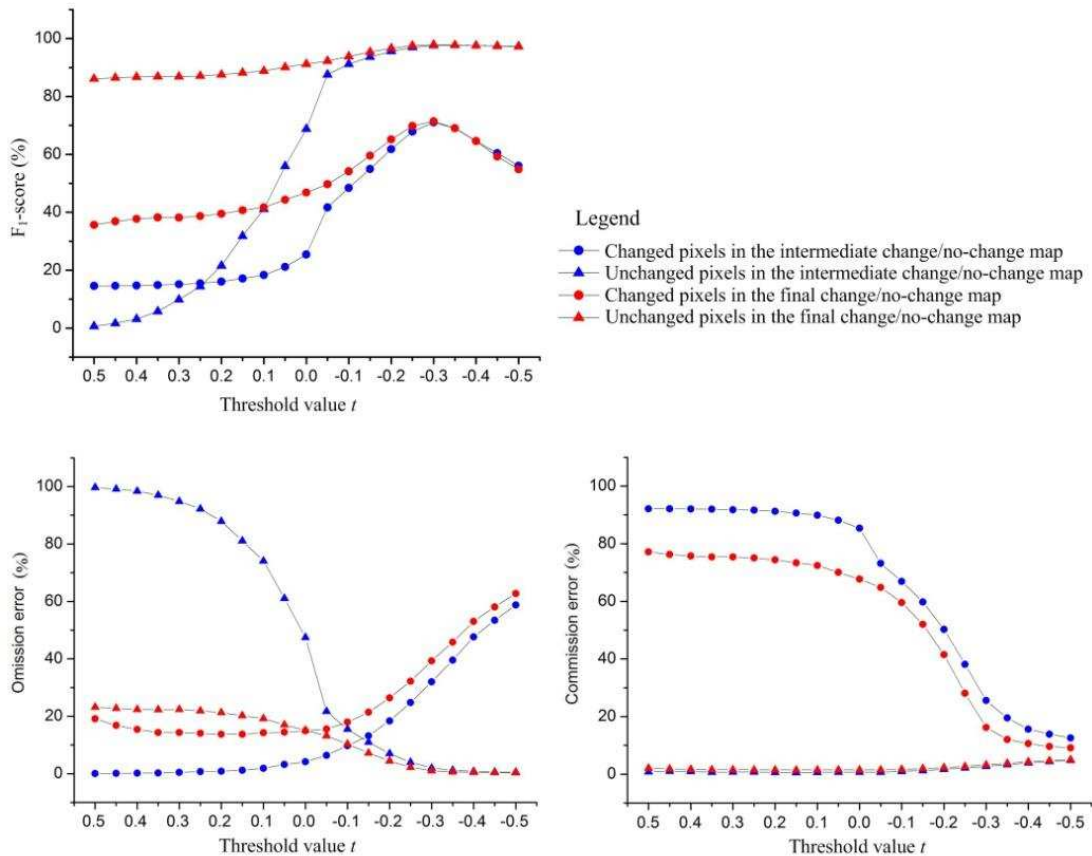 100
80
60
40
20
0
F1-score (%)
0.5 0.4 0.3 0.2 0.1 0.0 -0.1 -0.2 -0.3 -0.4 -0.5
Threshold value t
Legend
Changed pixels in the intermediate change/no-change map
Unchanged pixels in the intermediate change/no-change map
Changed pixels in the final change/no-change map
Unchanged pixels in the final change/no-change map
100
80
60
40
20
0
Omission error (%)
0.5 0.4 0.3 0.2 0.1 0.0 -0.1 -0.2 -0.3 -0.4 -0.5
Threshold value t
100
80
60
40
20
0
Commission error (%)
0.5 0.4 0.3 0.2 0.1 0.0 -0.1 -0.2 -0.3 -0.4 -0.5
Threshold value t